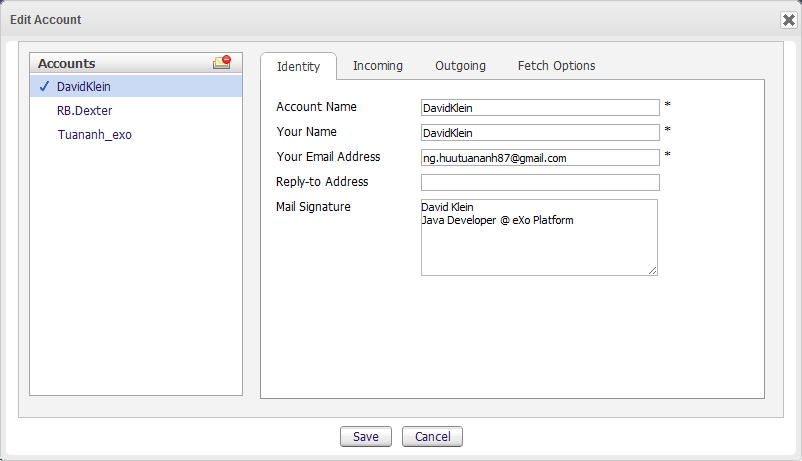 Edit Account
Accounts
DavidKlein
RB.Dexter
Tuananh_exo
Identity Incoming Outgoing Fetch Options
Account Name DavidKlein *
Your Name DavidKlein *
Your Email Address ng.huutuananh87@gmail.com *
Reply-to Address
Mail Signature David Klein
Java Developer @ eXo Platform
Save Cancel